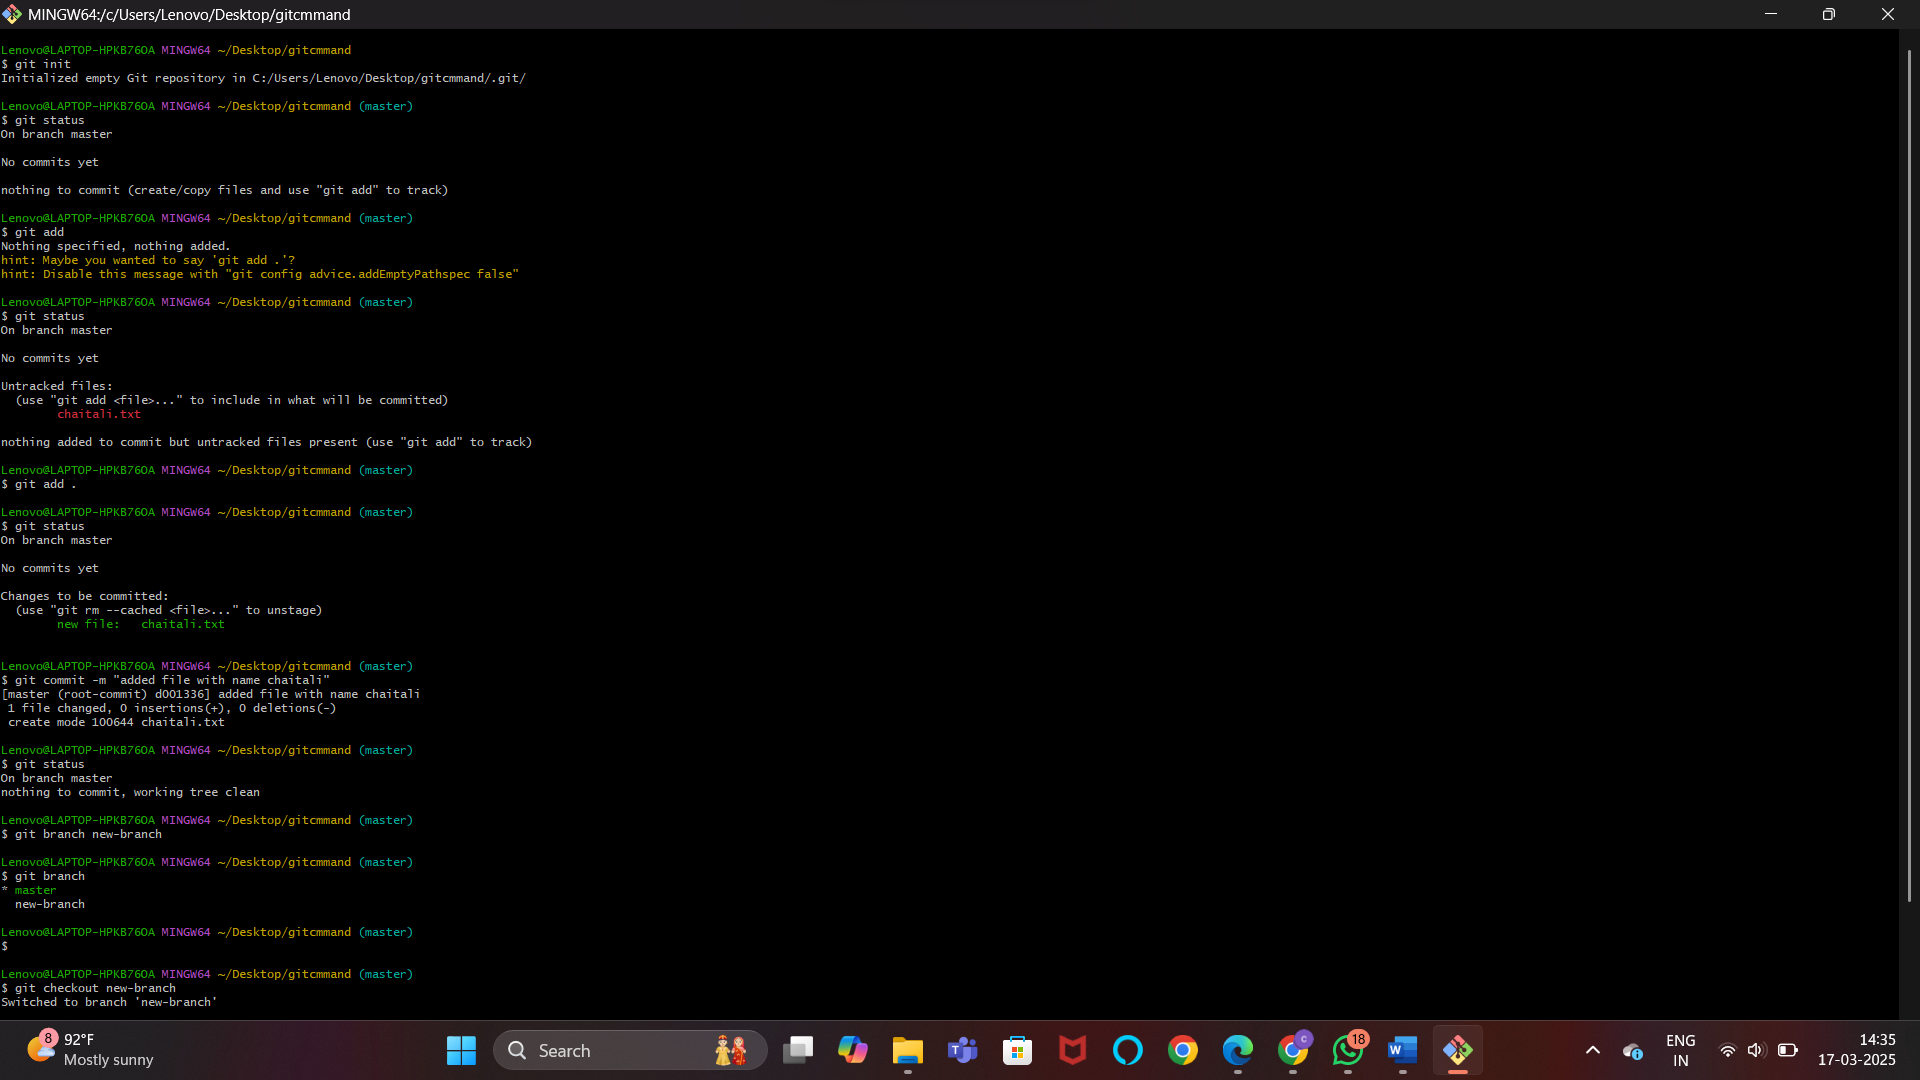 MINGW64:/c/Users/Lenovo/Desktop/gitcmmand
Lenovo@LAPTOP-HPKB76OA MINGW64 ~/Desktop/gitcmmand
$ git init
Initialized empty Git repository in C:/Users/Lenovo/Desktop/gitcmmand/.git/
Lenovo@LAPTOP-HPKB76OA MINGW64 ~/Desktop/gitcmmand (master)
$ git status
On branch master
No commits yet
nothing to commit (create/copy files and use "git add" to track)
Lenovo@LAPTOP-HPKB76OA MINGW64 ~/Desktop/gitcmmand (master)
$ git add
Nothing specified, nothing added.
hint: Maybe you wanted to say 'git add .'?
hint: Disable this message with "git config advice.addEmptyPathspec false"
Lenovo@LAPTOP-HPKB76OA MINGW64 ~/Desktop/gitcmmand (master)
$ git status
On branch master
No commits yet
Untracked files:
  (use "git add <file>..." to include in what will be committed)
        chaitali.txt
nothing added to commit but untracked files present (use "git add" to track)
Lenovo@LAPTOP-HPKB76OA MINGW64 ~/Desktop/gitcmmand (master)
$ git add .
Lenovo@LAPTOP-HPKB76OA MINGW64 ~/Desktop/gitcmmand (master)
$ git status
On branch master
No commits yet
Changes to be committed:
  (use "git rm --cached <file>..." to unstage)
        new file:   chaitali.txt
Lenovo@LAPTOP-HPKB76OA MINGW64 ~/Desktop/gitcmmand (master)
$ git commit -m "added file with name chaitali"
[master (root-commit) d001336] added file with name chaitali
 1 file changed, 0 insertions(+), 0 deletions(-)
 create mode 100644 chaitali.txt
Lenovo@LAPTOP-HPKB76OA MINGW64 ~/Desktop/gitcmmand (master)
$ git status
On branch master
nothing to commit, working tree clean
Lenovo@LAPTOP-HPKB76OA MINGW64 ~/Desktop/gitcmmand (master)
$ git branch new-branch
Lenovo@LAPTOP-HPKB76OA MINGW64 ~/Desktop/gitcmmand (master)
$ git branch
* master
  new-branch
Lenovo@LAPTOP-HPKB76OA MINGW64 ~/Desktop/gitcmmand (master)
$
Lenovo@LAPTOP-HPKB76OA MINGW64 ~/Desktop/gitcmmand (master)
$ git checkout new-branch
Switched to branch 'new-branch'
8
92°F
Mostly sunny
Search
T
c
18
W
ENG
IN
14:35
17-03-2025